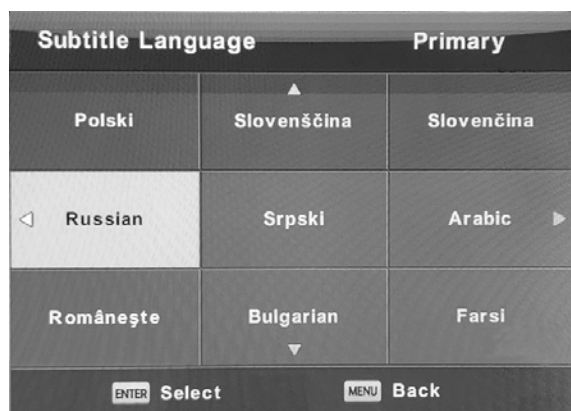 Subtitle Language Primary
Polski Slovenščina Slovenčina
Russian Srpski Arabic
Româneşte Bulgarian Farsi
ENTER Select MENU Back